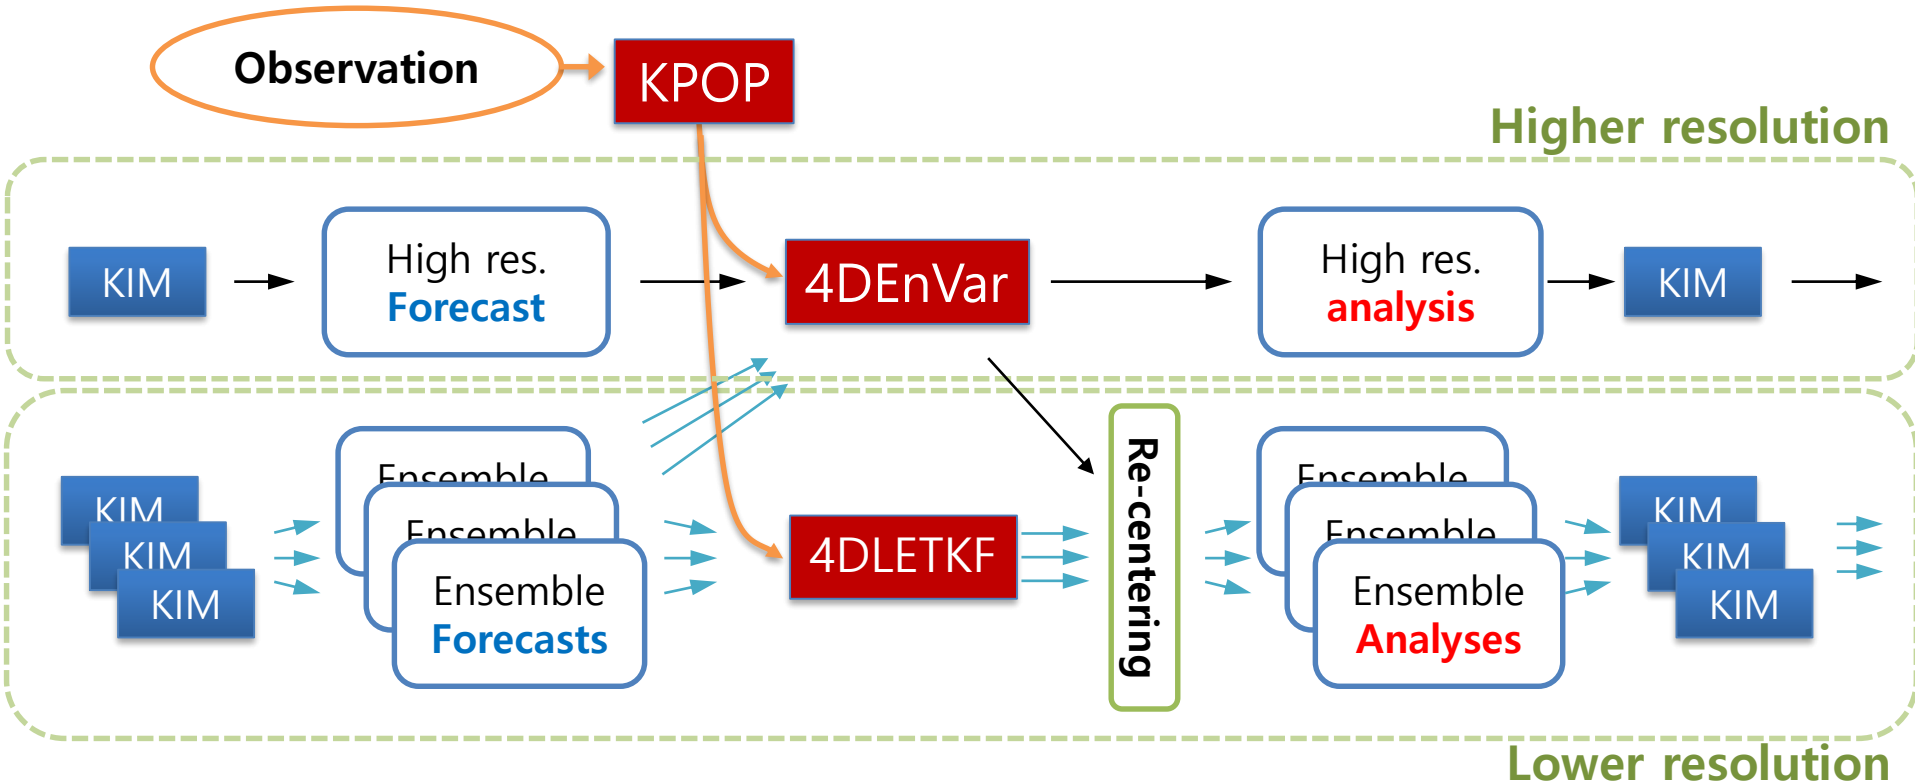 Observation
KPOP
Higher resolution
KIM
High res.
Forecast
4DEnVar
High res.
analysis
KIM
Ensemble
Ensemble
Ensemble
Forecasts
KIM
KIM
KIM
4DLETKF
Re-centering
Ensemble
Ensemble
Ensemble
Analyses
KIM
KIM
KIM
Lower resolution